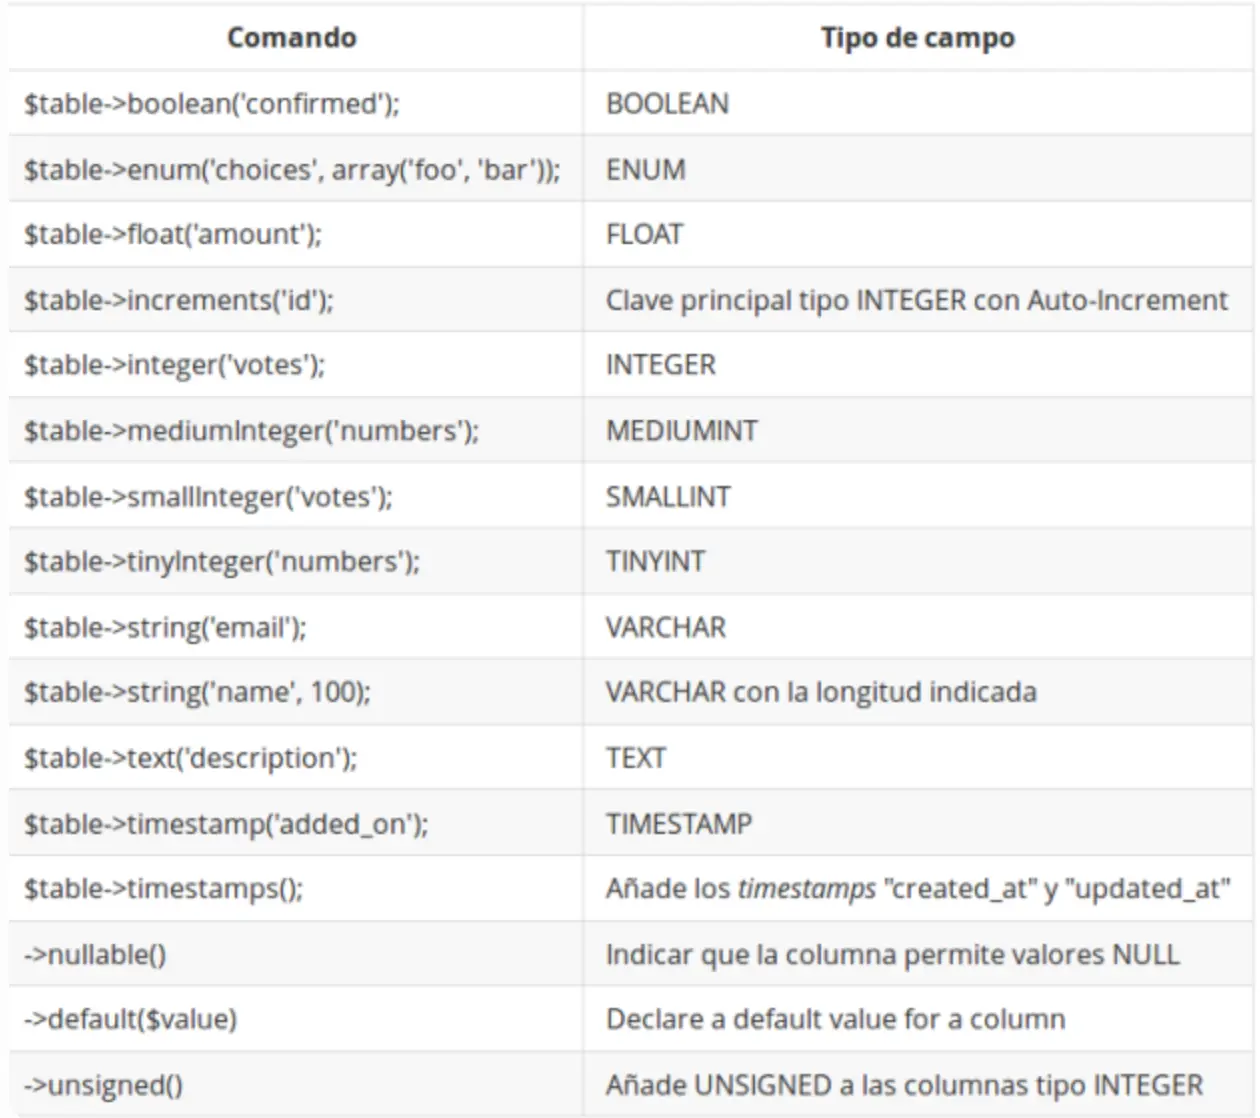 Comando Tipo de campo
$table->boolean('confirmed'); BOOLEAN
$table->enum('choices', array('foo', 'bar')); ENUM
$table->float('amount'); FLOAT
$table->increments('id'); Clave principal tipo INTEGER con Auto-Increment
$table->integer('votes'); INTEGER
$table->mediumInteger('numbers'); MEDIUMINT
$table->smallInteger('votes'); SMALLINT
$table->tinyInteger('numbers'); TINYINT
$table->string('email'); VARCHAR
$table->string('name', 100); VARCHAR con la longitud indicada
$table->text('description'); TEXT
$table->timestamp('added_on'); TIMESTAMP
$table->timestamps(); Añade los timestamps "created_at" y "updated_at"
->nullable() Indicar que la columna permite valores NULL
->default($value) Declare a default value for a column
->unsigned() Añade UNSIGNED a las columnas tipo INTEGER